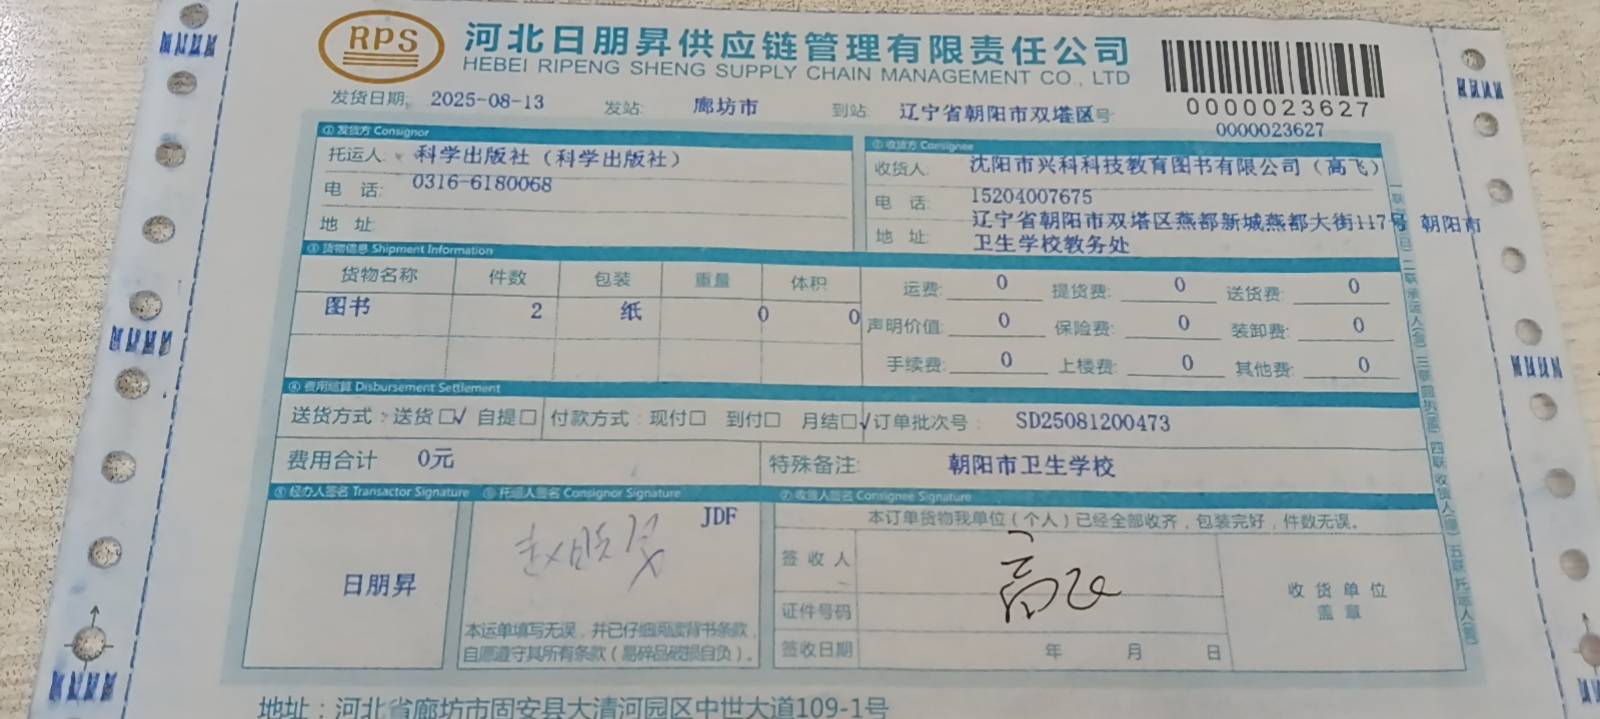 RPS 河北日朋昇供应链管理有限责任公司
HEBEI RIPENG SHENG SUPPLY CHAIN MANAGEMENT CO., LTD
0000023627
0000023627
发货日期: 2025-08-13 发站: 廊坊市 到站: 辽宁省朝阳市双塔区号
①发货方 Consignor
托运人: 科学出版社（科学出版社）
电 话: 0316-6180068
地 址:
②收货方 Consignee
收货人: 沈阳市兴科科技教育图书有限公司（高飞）
电 话: 15204007675
地 址: 辽宁省朝阳市双塔区燕都新城燕都大街117号 朝阳市
卫生学校教务处
③货物信息 Shipment Information
货物名称 件数 包装 重量 体积
图书 2 纸 0 0
运费: 0 提货费: 0 送货费: 0
声明价值: 0 保险费: 0 装卸费: 0
手续费: 0 上楼费: 0 其他费: 0
④费用结算 Disbursement Settlement
送货方式: 送货□√ 自提□ 付款方式: 现付□ 到付□ 月结□√ 订单批次号: SD25081200473
费用合计 0元 特殊备注: 朝阳市卫生学校
⑤经办人签名 Transactor Signature
日朋昇
⑥托运人签名 Consignor Signature
JDF
本运单填写无误，并已仔细阅读背书条款，
自愿遵守其所有条款（易碎品破损自负）。
⑦收货人签名 Consignee Signature
本订单货物我单位（个人）已经全部收齐，包装完好，件数无误。
签收人 高飞
证件号码
签收日期 年 月 日
收货单位
盖章
地址：河北省廊坊市固安县大清河园区中世大道109-1号